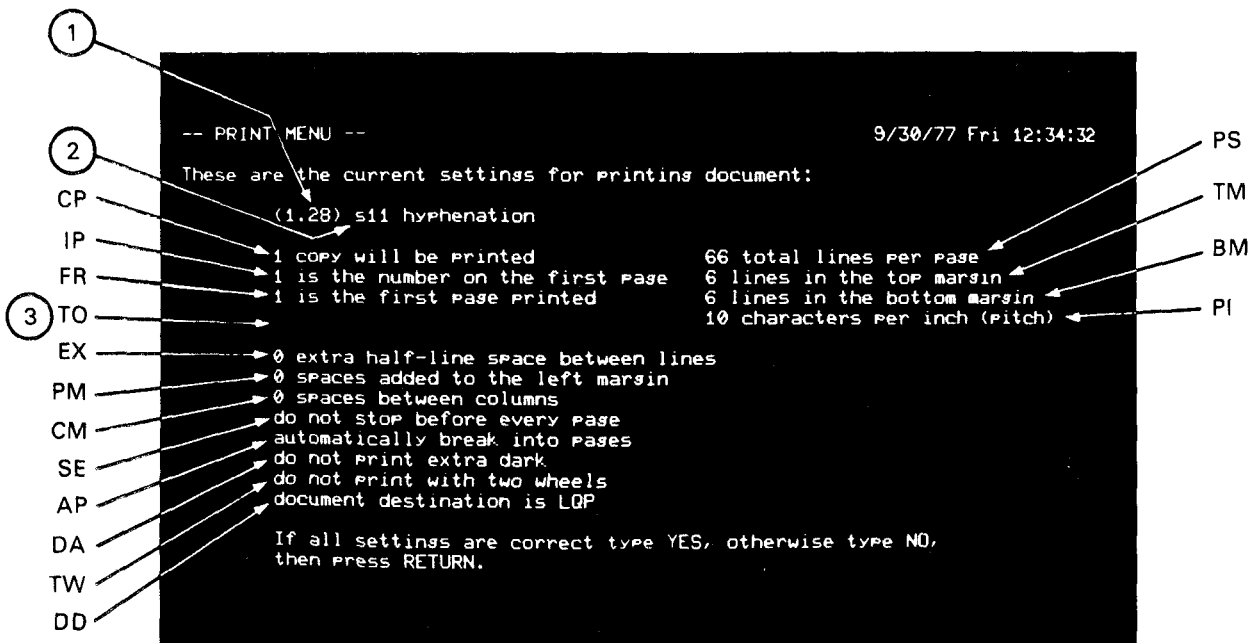 1
2
CP
IP
FR
3 TO
EX
PM
CM
SE
AP
DA
TW
DD
-- PRINT MENU -- 9/30/77 Fri 12:34:32
These are the current settings for printing document:
(1.28) s11 hyphenation
1 copy will be printed 66 total lines per page
1 is the number on the first page 6 lines in the top margin
1 is the first page printed 6 lines in the bottom margin
10 characters per inch (pitch)
0 extra half-line space between lines
0 spaces added to the left margin
0 spaces between columns
do not stop before every page
automatically break into pages
do not print extra dark
do not print with two wheels
document destination is LQP
If all settings are correct type YES, otherwise type NO,
then press RETURN.
PS
TM
BM
PI